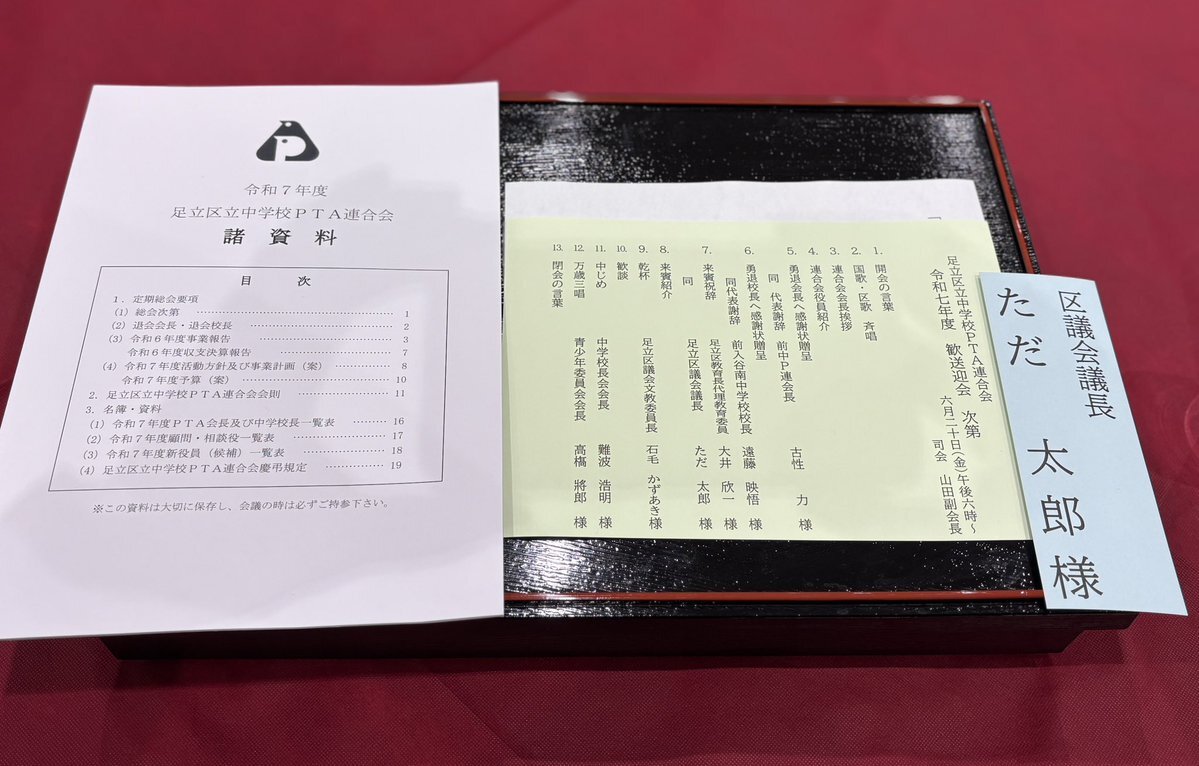 令和７年度
足立区立中学校ＰＴＡ連合会
諸資料
目　次
１．定期総会要項
(1) 総会次第 ………… 1
(2) 退会会長・退会校長 ………… 2
(3) 令和６年度事業報告 ………… 3
令和６年度収支決算報告 ………… 7
(4) 令和７年度活動方針及び事業計画（案） ………… 8
令和７年度予算（案） ………… 10
2．足立区立中学校ＰＴＡ連合会会則 ………… 11
3．名簿・資料
(1) 令和７年度ＰＴＡ会長及び中学校長一覧表 ………… 16
(2) 令和７年度顧問・相談役一覧表 ………… 17
(3) 令和７年度新役員（候補）一覧表 ………… 18
(4) 足立区立中学校ＰＴＡ連合会慶弔規定 ………… 19
※この資料は大切に保存し、会議の時は必ずご持参下さい。
足立区立中学校ＰＴＡ連合会
令和七年度　歓送迎会　次第
六月二十日（金）午後六時～
司会　山田副会長
1．開会の言葉
2．国歌・区歌　斉唱
3．連合会会長挨拶
4．連合会役員紹介
5．勇退会長へ感謝状贈呈
同　代表謝辞　前中Ｐ連会長　古性　力　様
6．勇退校長へ感謝状贈呈
同代表謝辞　前入谷南中学校校長　遠藤　映悟　様
7．来賓祝辞　足立区教育長代理教育委員　大井　欣一　様
同　足立区議会議長　ただ　太郎　様
8．来賓紹介
9．乾杯　足立区議会文教委員長　石毛　かずあき　様
10．歓談
11．中じめ　中学校長会会長　難波　浩明　様
12．万歳三唱　青少年委員会会長　高橋　將郎　様
13．閉会の言葉
区議会議長
ただ　太郎様